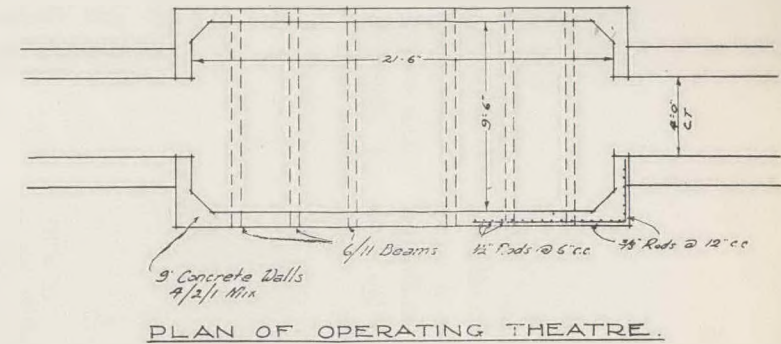 21'-6"
9'-6"
4'-0"
C.T
6/11 Beams
1/2" Rods @ 6" c.c
3/8" Rods @ 12" c.c
9" Concrete Walls
4/2/1 Mix
PLAN OF OPERATING THEATRE.